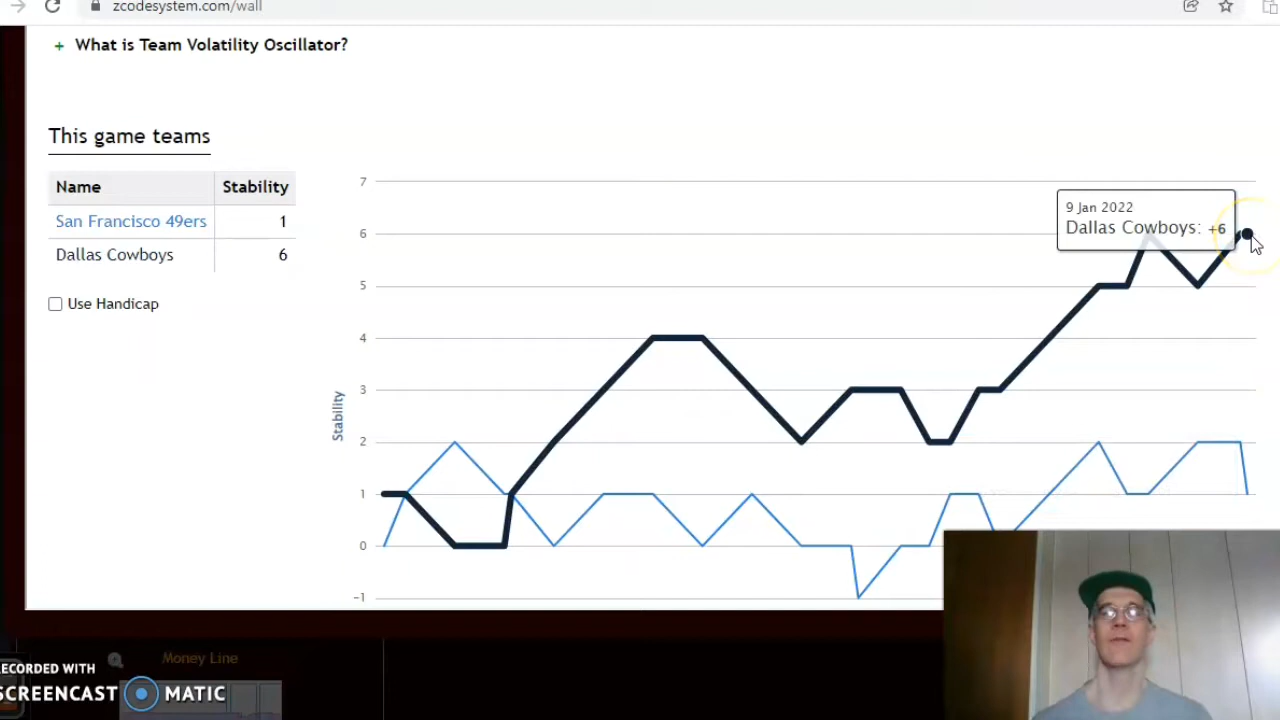 zcodesystem.com/wall
+ What is Team Volatility Oscillator?
This game teams
Name Stability
San Francisco 49ers 1
Dallas Cowboys 6
Use Handicap
7
6
5
4
3
2
1
0
-1
Stability
9 Jan 2022
Dallas Cowboys: +6
Money Line
RECORDED WITH
SCREENCAST MATIC